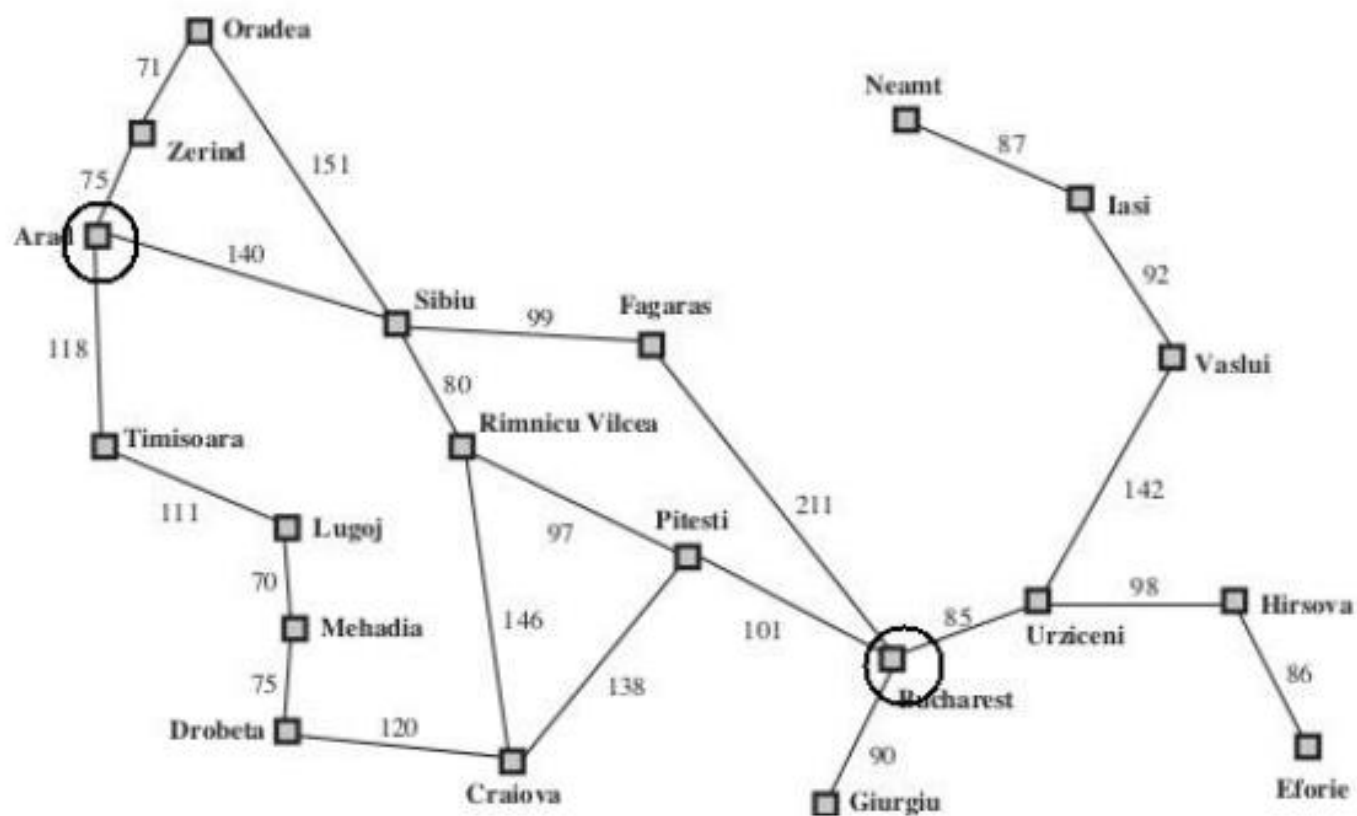 Oradea
71
Neamt
87
Zerind
151
75
Iasi
Arad
140
92
Sibiu
Fagaras
99
118
Vaslui
80
Timisoara
Rimnicu Vilcea
142
211
111
Lugoj
97
Pitesti
70
98
Hirsova
Mehadia
146
101
85
Urziceni
75
138
86
Bucharest
Drobeta
120
90
Craiova
Giurgiu
Eforie